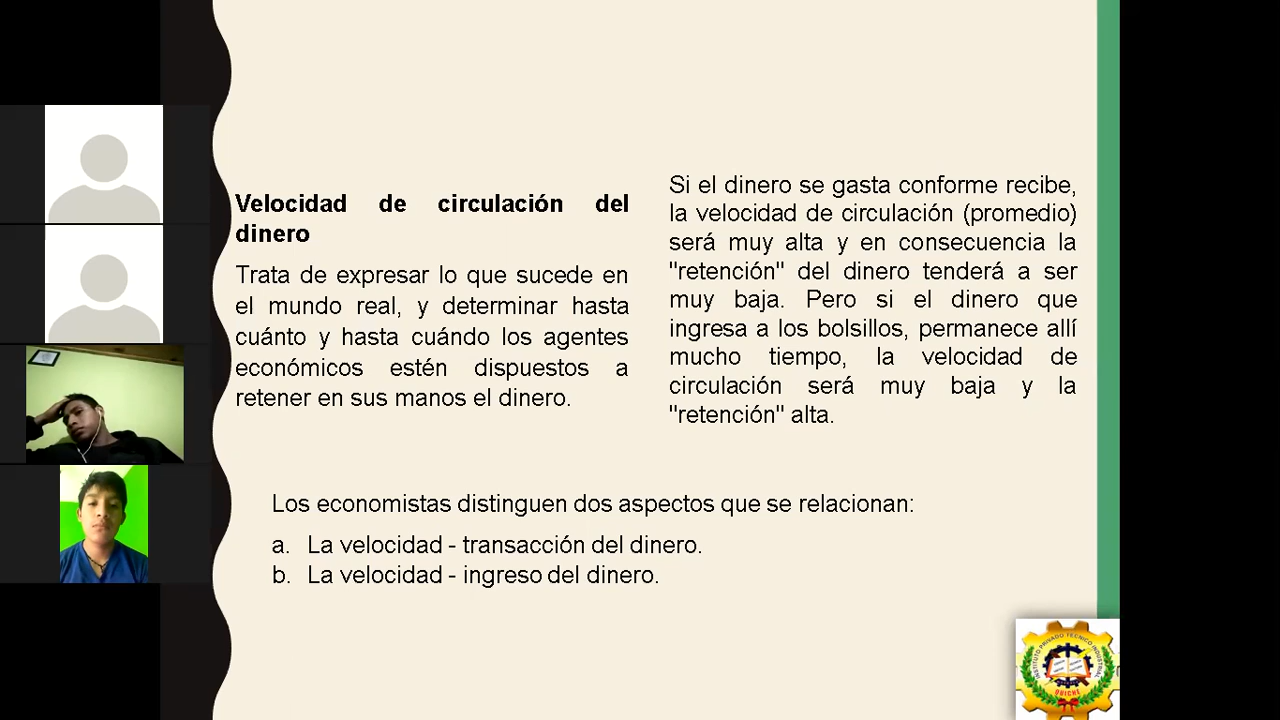 Velocidad de circulación del
dinero
Trata de expresar lo que sucede en
el mundo real, y determinar hasta
cuánto y hasta cuándo los agentes
económicos estén dispuestos a
retener en sus manos el dinero.
Si el dinero se gasta conforme recibe,
la velocidad de circulación (promedio)
será muy alta y en consecuencia la
"retención" del dinero tenderá a ser
muy baja. Pero si el dinero que
ingresa a los bolsillos, permanece allí
mucho tiempo, la velocidad de
circulación será muy baja y la
"retención" alta.
Los economistas distinguen dos aspectos que se relacionan:
a. La velocidad - transacción del dinero.
b. La velocidad - ingreso del dinero.
INSTITUTO PRIVADO TECNICO INDUSTRIAL
QUICHÉ